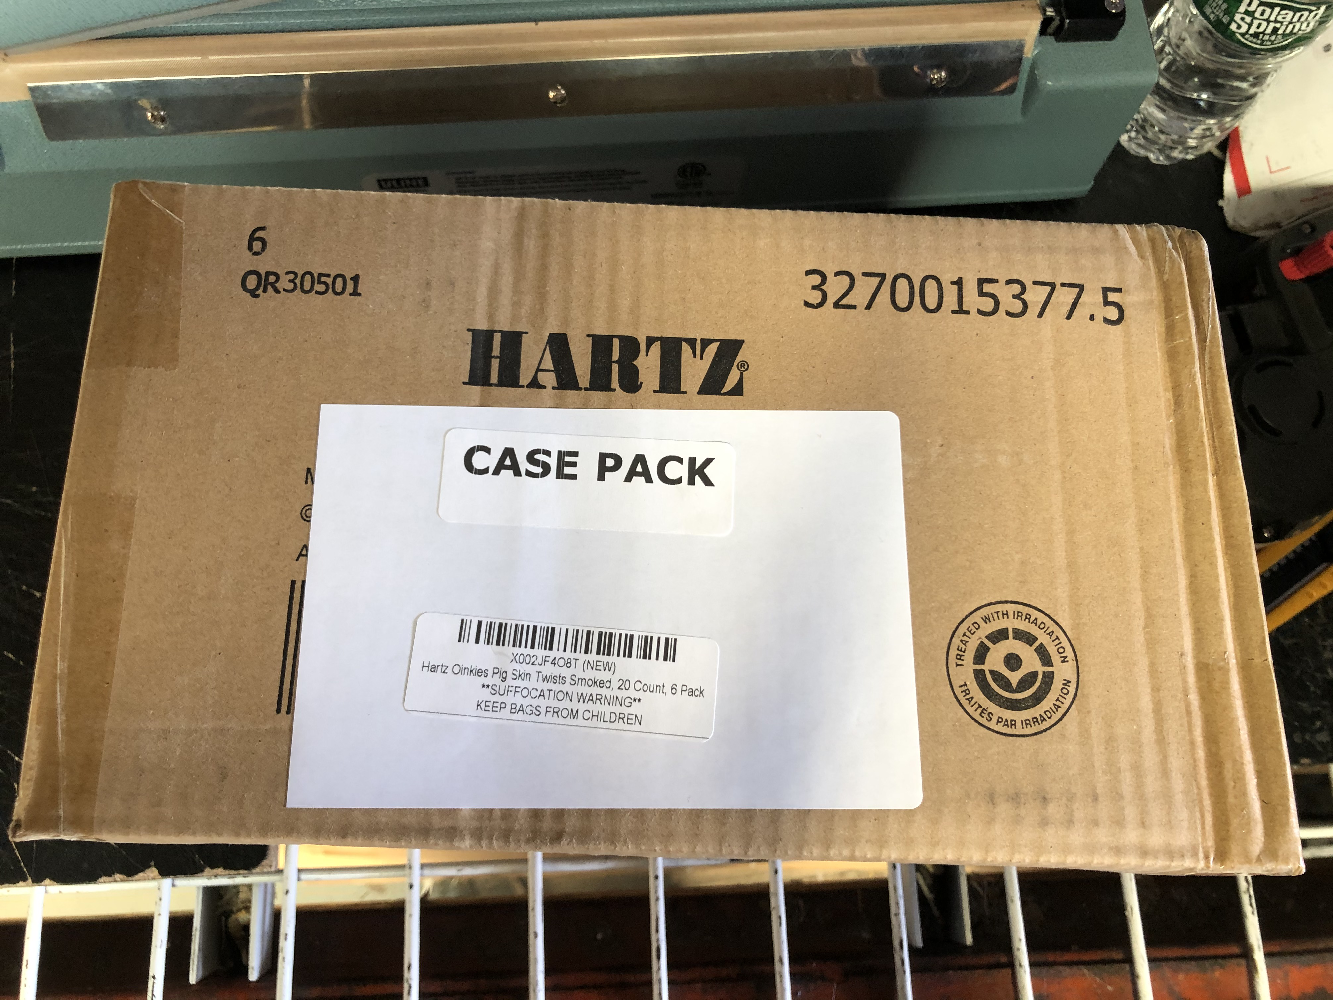 Poland
Spring
ULINE
6
QR30501
3270015377.5
HARTZ®
CASE PACK
X002JF4O8T (NEW)
Hartz Oinkies Pig Skin Twists Smoked, 20 Count, 6 Pack
**SUFFOCATION WARNING**
KEEP BAGS FROM CHILDREN
TREATED WITH IRRADIATION
TRAITÉS PAR IRRADIATION